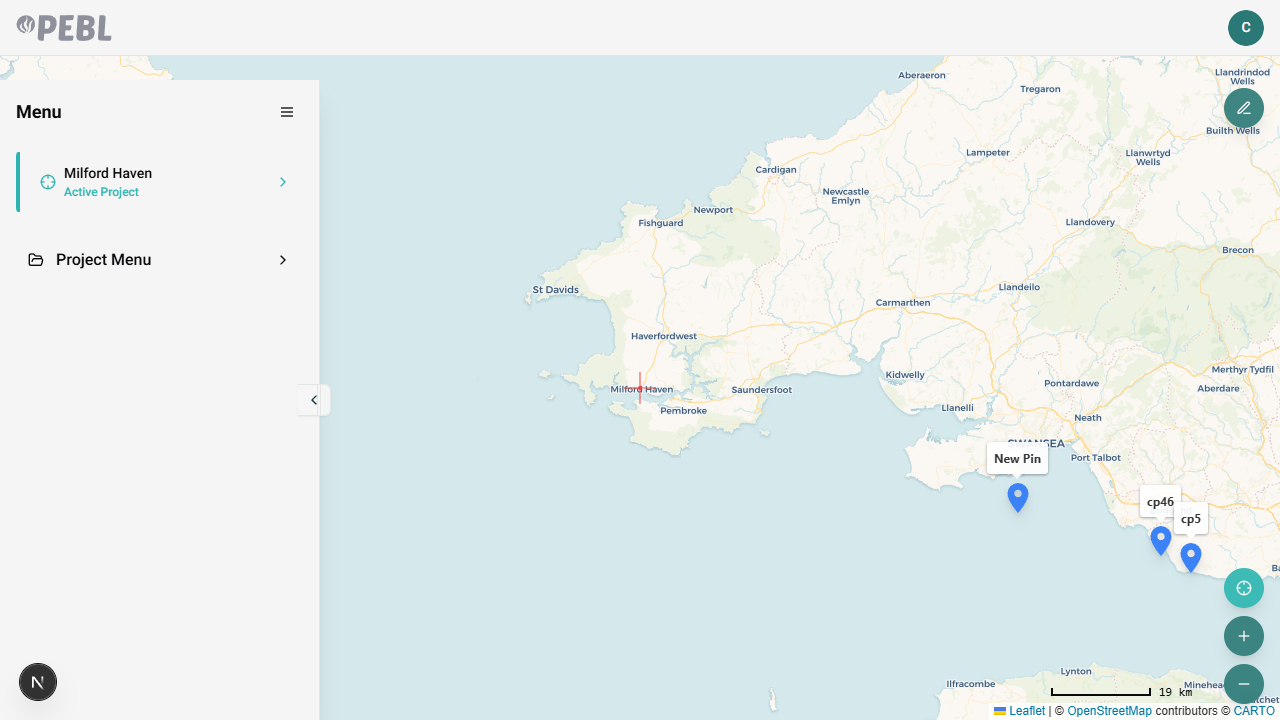 PEBL
C
Menu
Milford Haven
Active Project
Project Menu
N
Aberaeron
Tregaron
Llandrindod
Wells
Builth Wells
Lampeter
Llanwrtyd
Wells
Cardigan
Newcastle
Emlyn
Newport
Fishguard
Llandovery
Brecon
St Davids
Llandeilo
Carmarthen
Haverfordwest
Merthyr Tydfil
Kidwelly
Pontardawe
Aberdare
Milford Haven
Saundersfoot
Pembroke
Llanelli
Neath
SWANSEA
Port Talbot
New Pin
cp46
cp5
Lynton
Ilfracombe
19 km
Leaflet | © OpenStreetMap contributors © CARTO